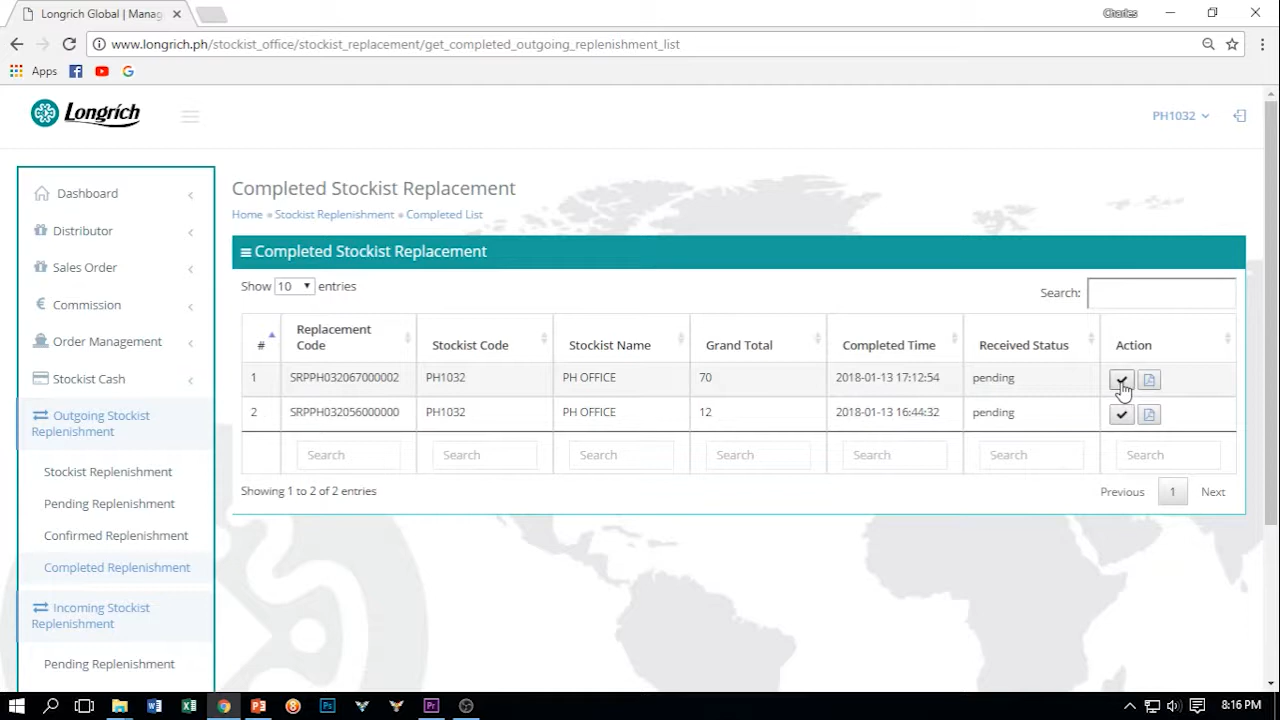 Longrich Global | Manag
Charles
www.longrich.ph/stockist_office/stockist_replacement/get_completed_outgoing_replenishment_list
Apps
Longrích
PH1032
Dashboard
Distributor
Sales Order
Commission
Order Management
Stockist Cash
Outgoing Stockist
Replenishment
Stockist Replenishment
Pending Replenishment
Confirmed Replenishment
Completed Replenishment
Incoming Stockist
Replenishment
Pending Replenishment
Completed Stockist Replacement
Home » Stockist Replenishment » Completed List
Completed Stockist Replacement
Show 10 entries
Search:
# Replacement Code Stockist Code Stockist Name Grand Total Completed Time Received Status Action
1 SRPPH032067000002 PH1032 PH OFFICE 70 2018-01-13 17:12:54 pending
2 SRPPH032056000000 PH1032 PH OFFICE 12 2018-01-13 16:44:32 pending
Search Search Search Search Search Search Search
Showing 1 to 2 of 2 entries
Previous 1 Next
8:16 PM